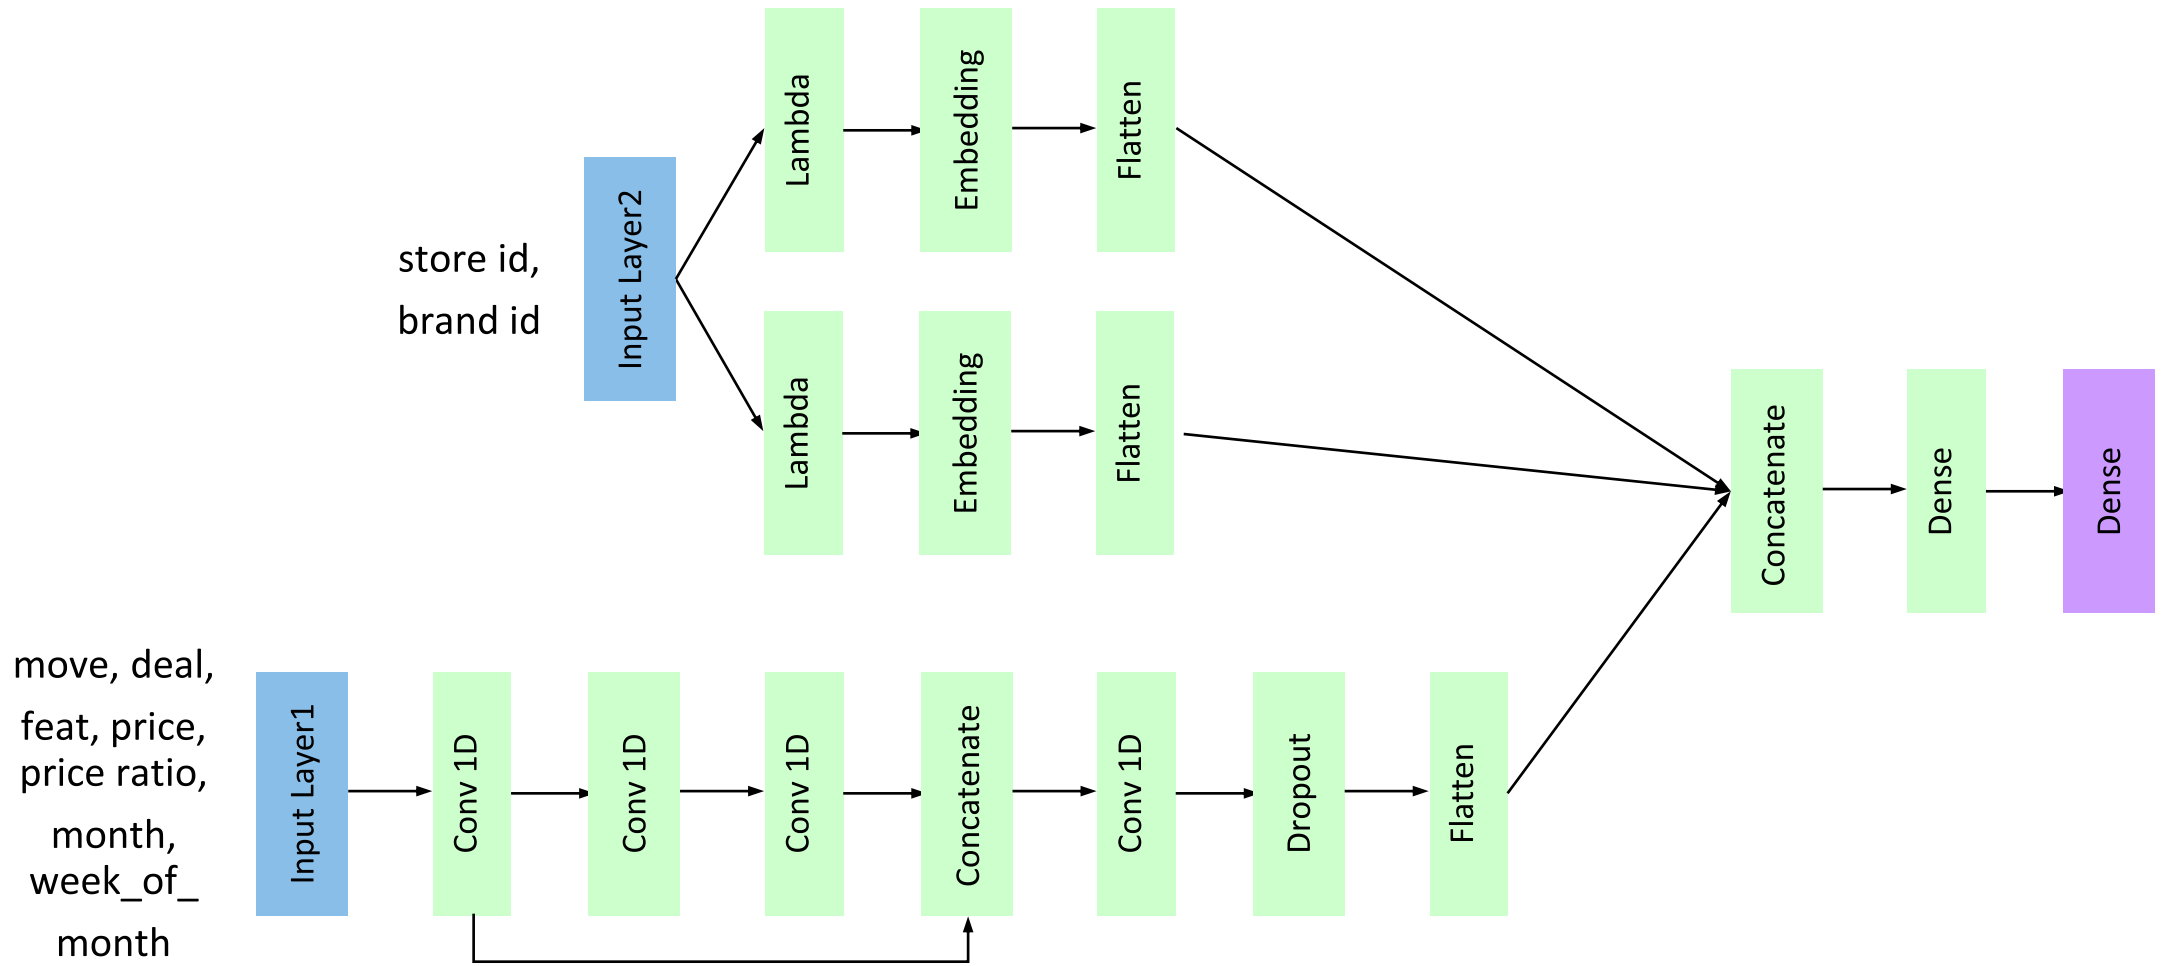 Lambda
Embedding
Flatten
store id,
brand id
Input Layer2
Lambda
Embedding
Flatten
Concatenate
Dense
Dense
move, deal,
feat, price,
price ratio,
month,
week_of_
month
Input Layer1
Conv 1D
Conv 1D
Conv 1D
Concatenate
Conv 1D
Dropout
Flatten